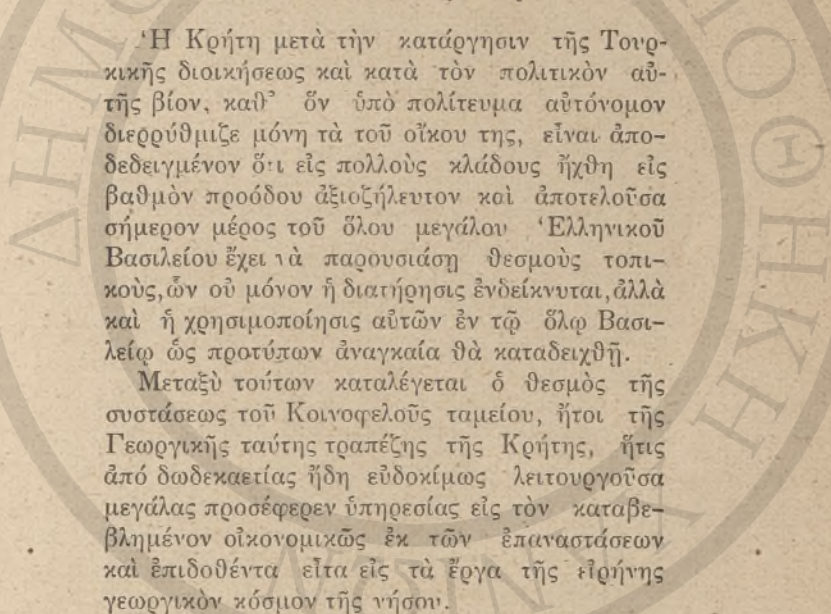 Ἡ Κρήτη μετὰ τὴν κατάργησιν τῆς Τουρ-
κικῆς διοικήσεως καὶ κατὰ τὸν πολιτικὸν αὐ-
τῆς βίον, καθ' ὃν ὑπὸ πολίτευμα αὐτόνομον
διερρύθμιζε μόνη τὰ τοῦ οἴκου της, εἶναι ἀπο-
δεδειγμένον ὅτι εἰς πολλοὺς κλάδους ἤχθη εἰς
βαθμὸν προόδου ἀξιοζήλευτον καὶ ἀποτελοῦσα
σήμερον μέρος τοῦ ὅλου μεγάλου Ἑλληνικοῦ
Βασιλείου ἔχει νὰ παρουσιάσῃ θεσμοὺς τοπι-
κοὺς, ὧν οὐ μόνον ἡ διατήρησις ἐνδείκνυται, ἀλλὰ
καὶ ἡ χρησιμοποίησις αὐτῶν ἐν τῷ ὅλῳ Βασι-
λείῳ ὡς προτύπων ἀναγκαία θὰ καταδειχθῇ.
Μεταξὺ τούτων καταλέγεται ὁ θεσμὸς τῆς
συστάσεως τοῦ Κοινοφελοῦς ταμείου, ἤτοι τῆς
Γεωργικῆς ταύτης τραπέζης τῆς Κρήτης, ἥτις
ἀπό δωδεκαετίας ἤδη εὐδοκίμως λειτουργοῦσα
μεγάλας προσέφερεν ὑπηρεσίας εἰς τὸν καταβε-
βλημένον οἰκονομικῶς ἐκ τῶν ἐπαναστάσεων
καὶ ἐπιδοθέντα εἶτα εἰς τὰ ἔργα τῆς εἰρήνης
γεωργικὸν κόσμον τῆς νήσου.